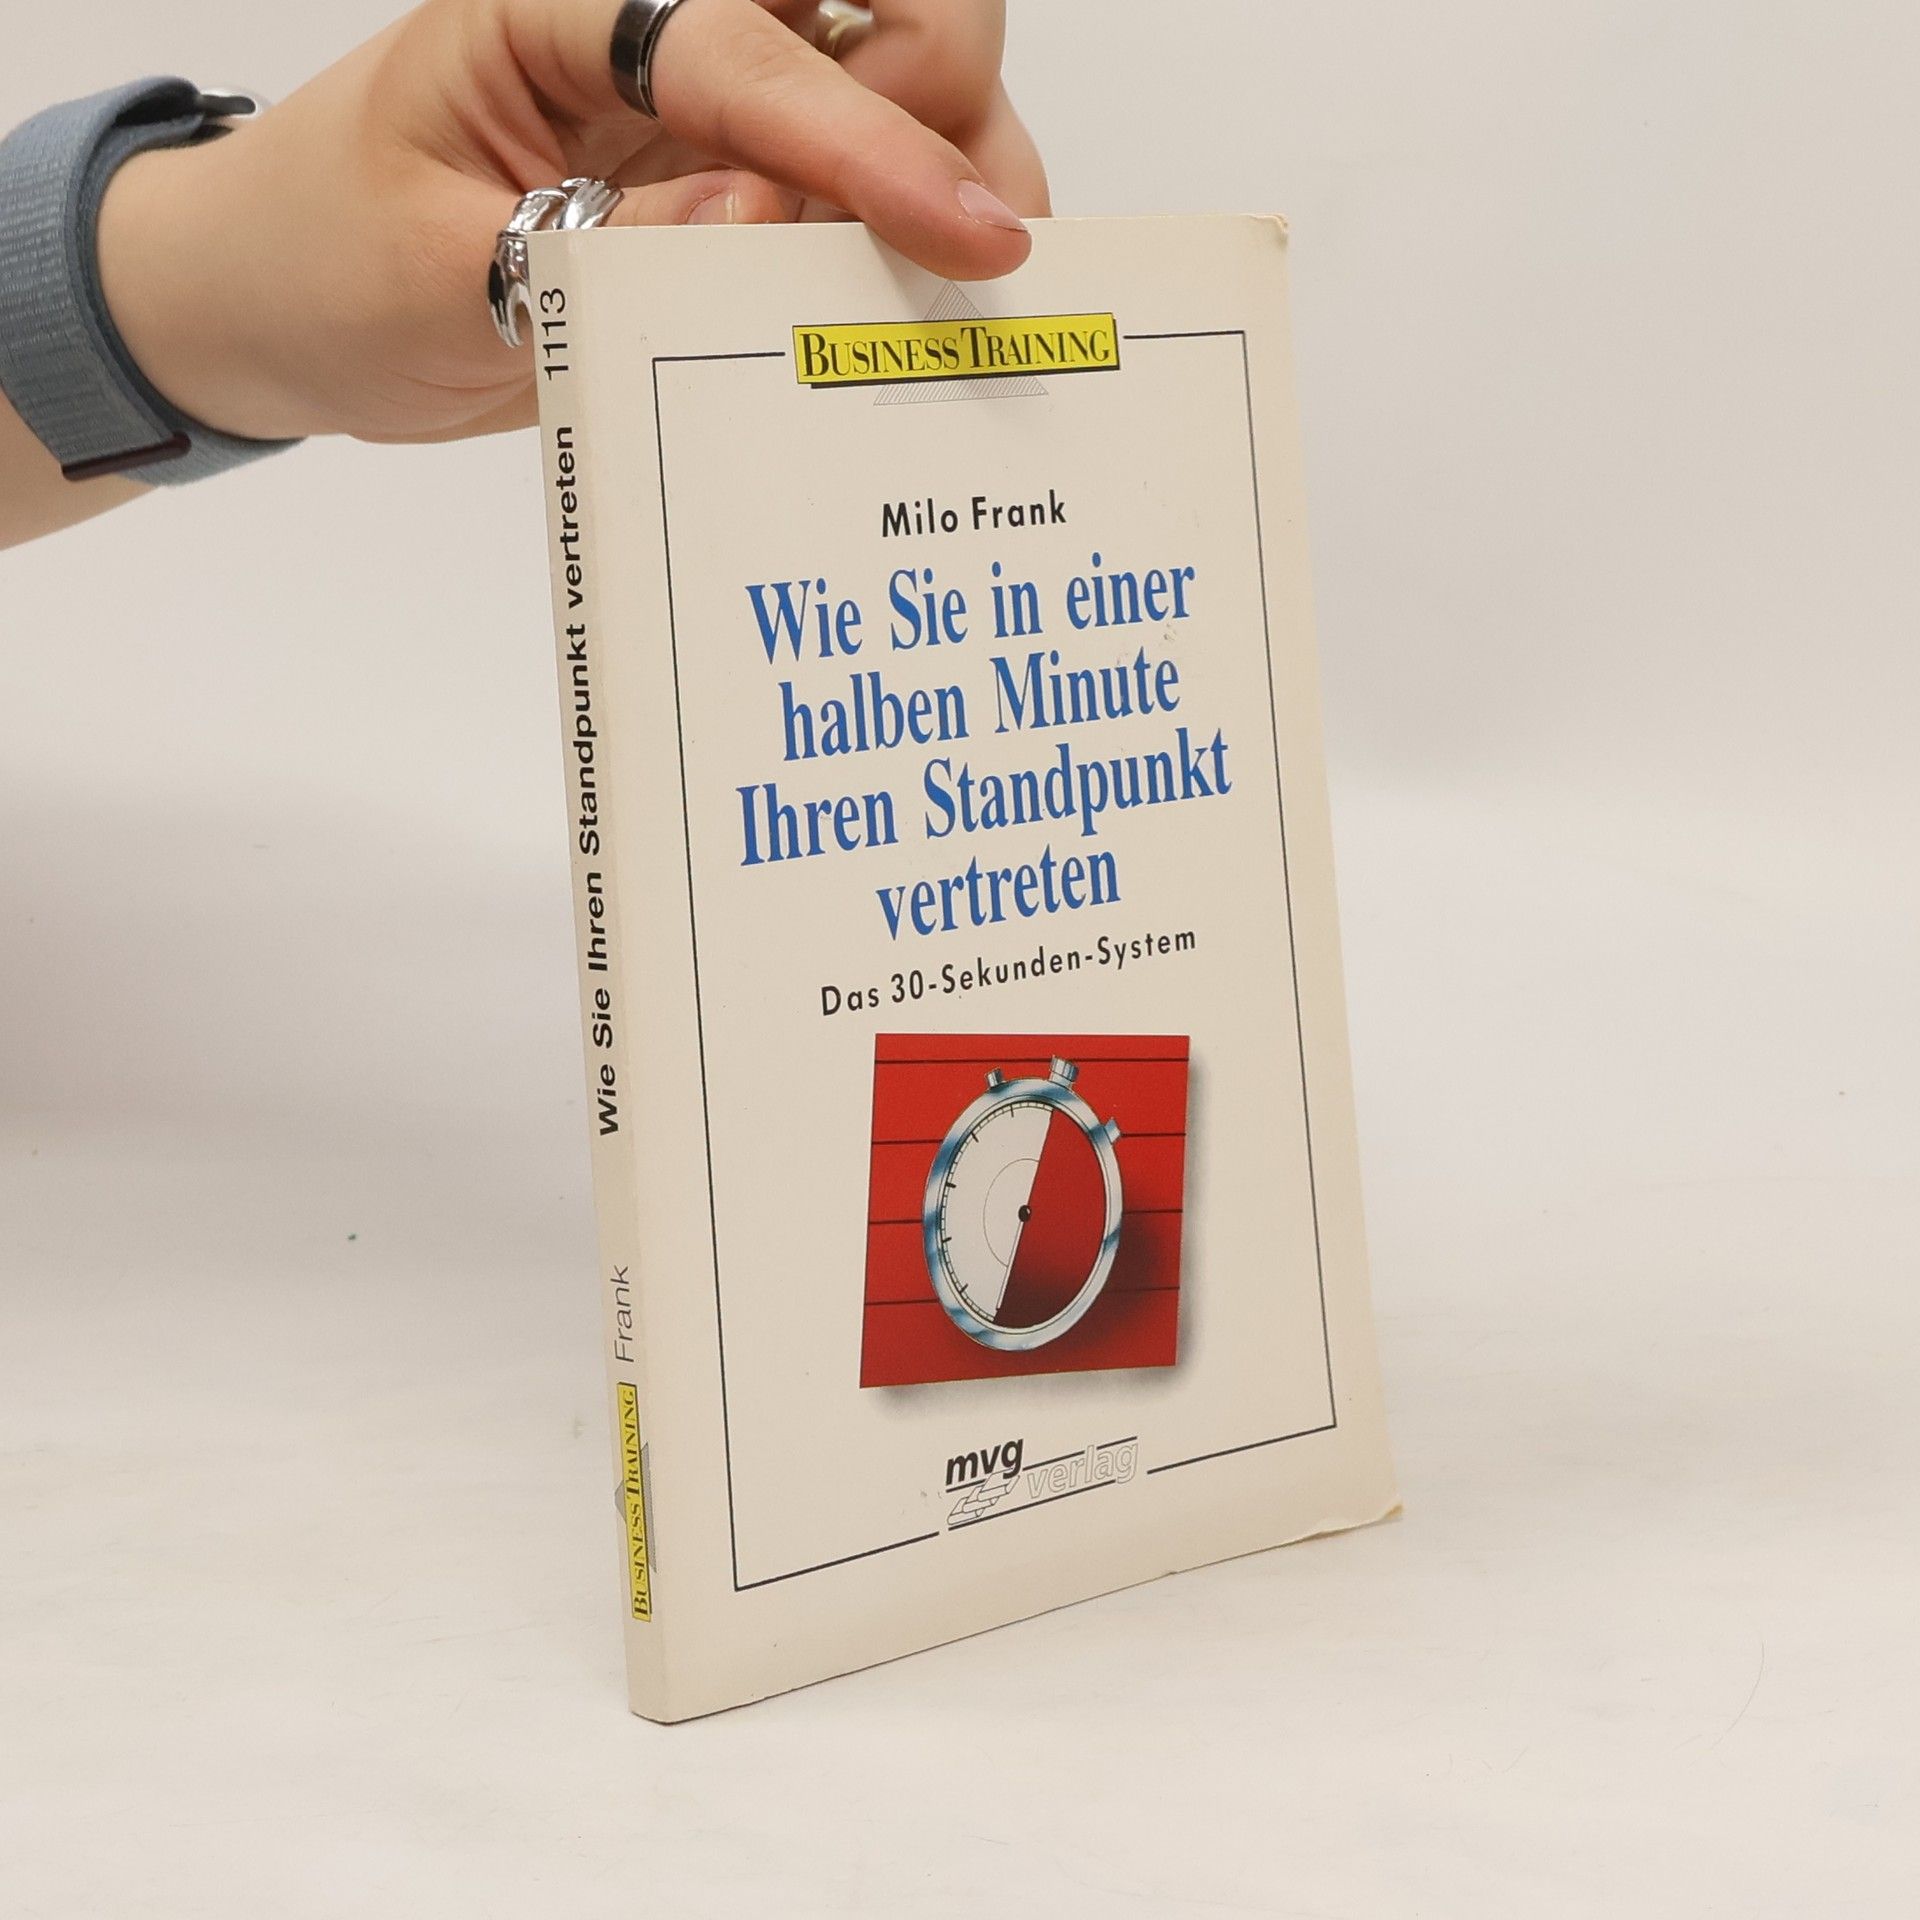 BUSINESS TRAINING
Milo Frank
Wie Sie in einer
halben Minute
Ihren Standpunkt
vertreten
Das 30-Sekunden-System
mvg
verlag
BUSINESS TRAINING Frank Wie Sie Ihren Standpunkt vertreten 1113